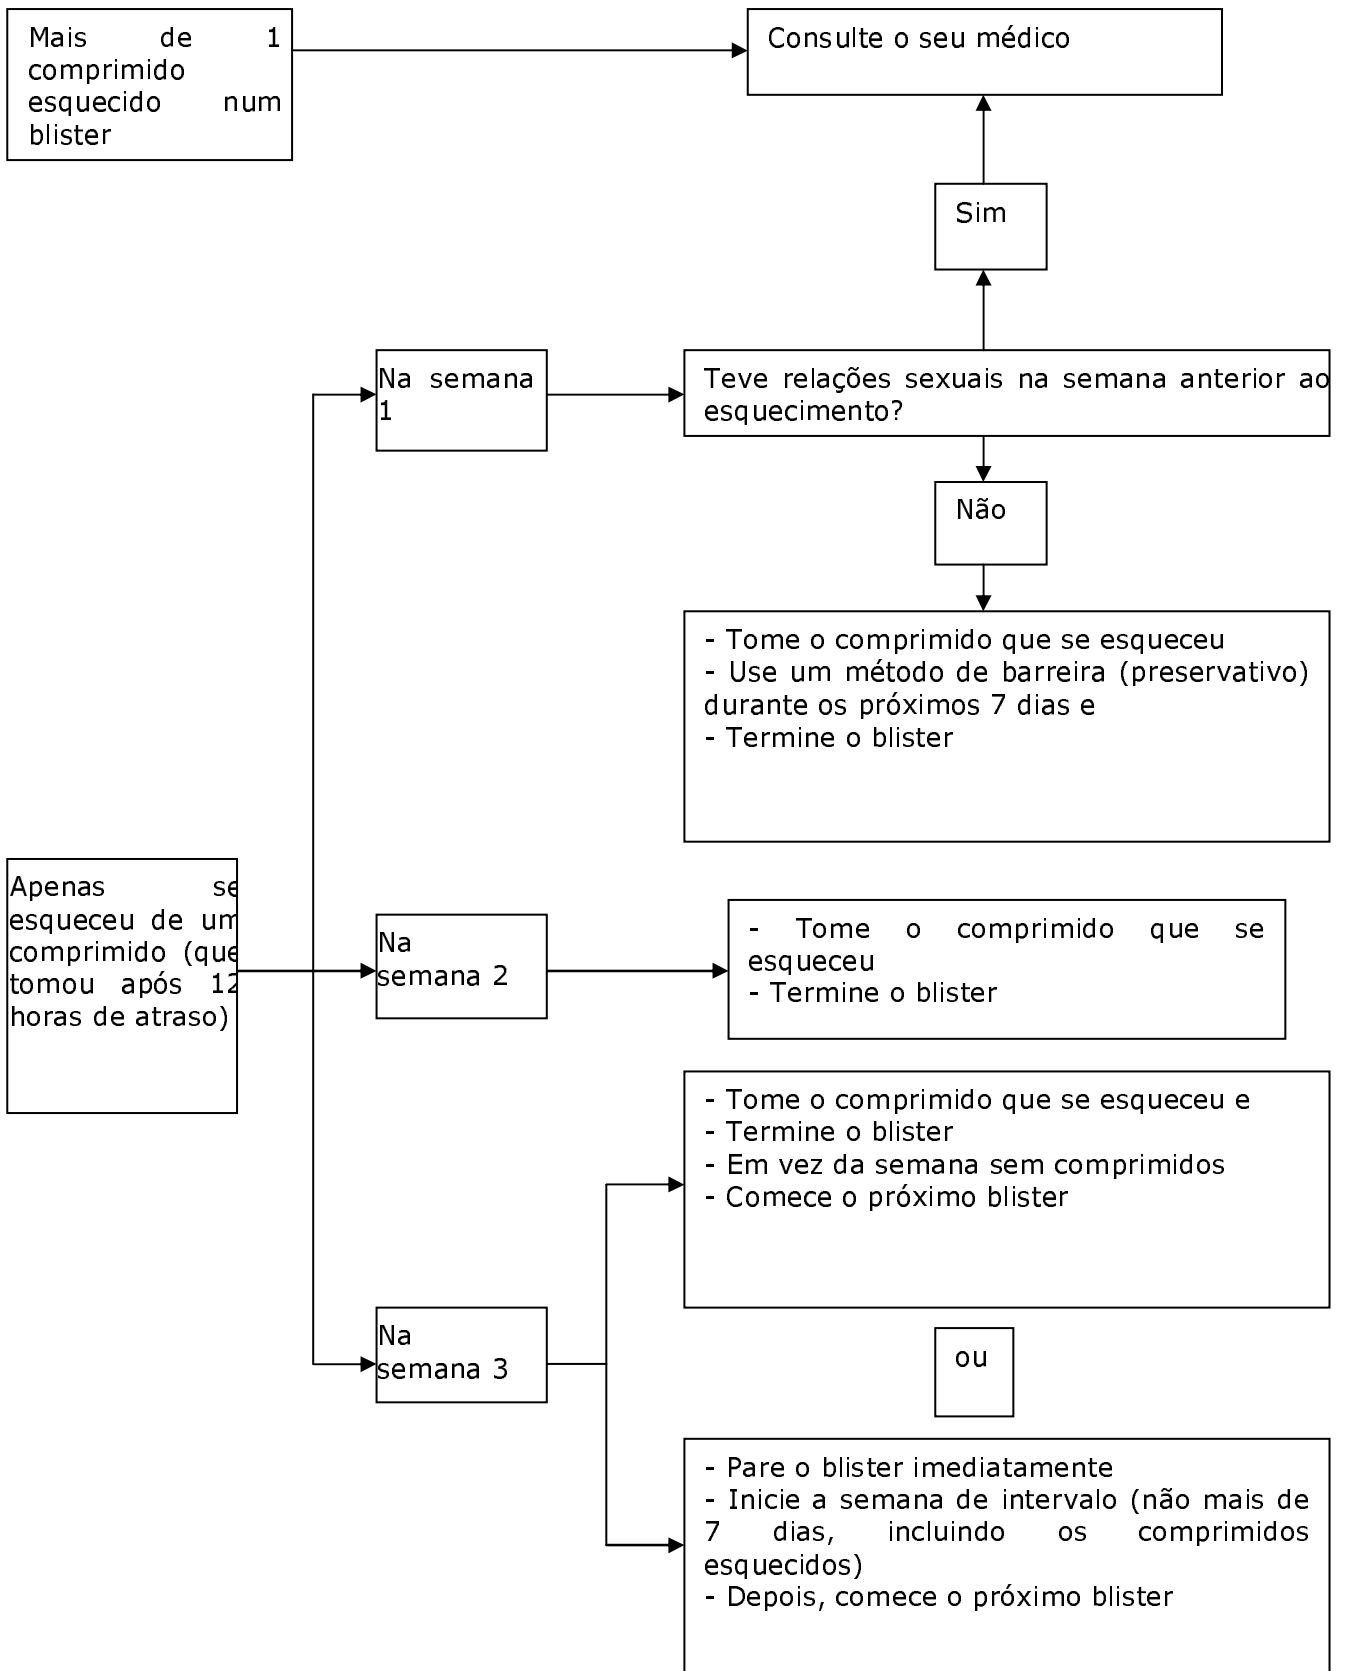 Mais de 1
comprimido
esquecido num
blister
Consulte o seu médico
Sim
Na semana
1
Teve relações sexuais na semana anterior ao
esquecimento?
Não
- Tome o comprimido que se esqueceu
- Use um método de barreira (preservativo)
durante os próximos 7 dias e
- Termine o blister
Apenas se
esqueceu de um
comprimido (que
tomou após 12
horas de atraso)
Na
semana 2
- Tome o comprimido que se
esqueceu
- Termine o blister
- Tome o comprimido que se esqueceu e
- Termine o blister
- Em vez da semana sem comprimidos
- Comece o próximo blister
Na
semana 3
ou
- Pare o blister imediatamente
- Inicie a semana de intervalo (não mais de
7 dias, incluindo os comprimidos
esquecidos)
- Depois, comece o próximo blister